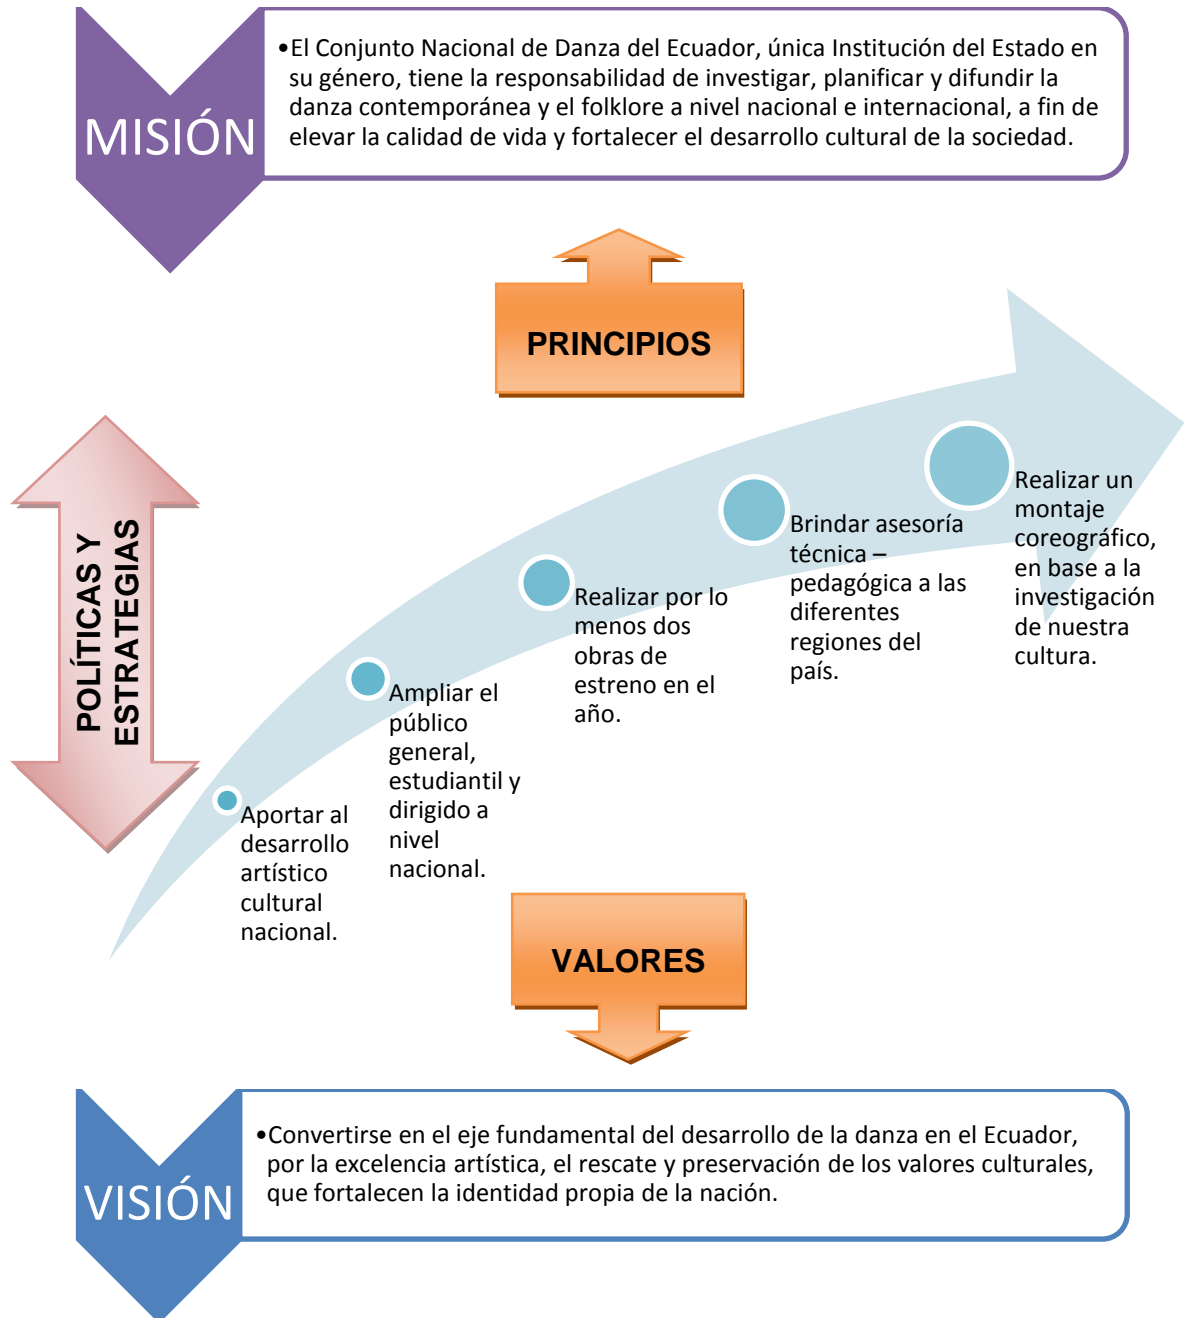 MISIÓN
•El Conjunto Nacional de Danza del Ecuador, única Institución del Estado en
su género, tiene la responsabilidad de investigar, planificar y difundir la
danza contemporánea y el folklore a nivel nacional e internacional, a fin de
elevar la calidad de vida y fortalecer el desarrollo cultural de la sociedad.
PRINCIPIOS
POLÍTICAS Y
ESTRATEGIAS
Aportar al
desarrollo
artístico
cultural
nacional.
Ampliar el
público
general,
estudiantil y
dirigido a
nivel
nacional.
Realizar por lo
menos dos
obras de
estreno en el
año.
Brindar asesoría
técnica –
pedagógica a las
diferentes
regiones del
país.
Realizar un
montaje
coreográfico,
en base a la
investigación
de nuestra
cultura.
VALORES
VISIÓN
•Convertirse en el eje fundamental del desarrollo de la danza en el Ecuador,
por la excelencia artística, el rescate y preservación de los valores culturales,
que fortalecen la identidad propia de la nación.